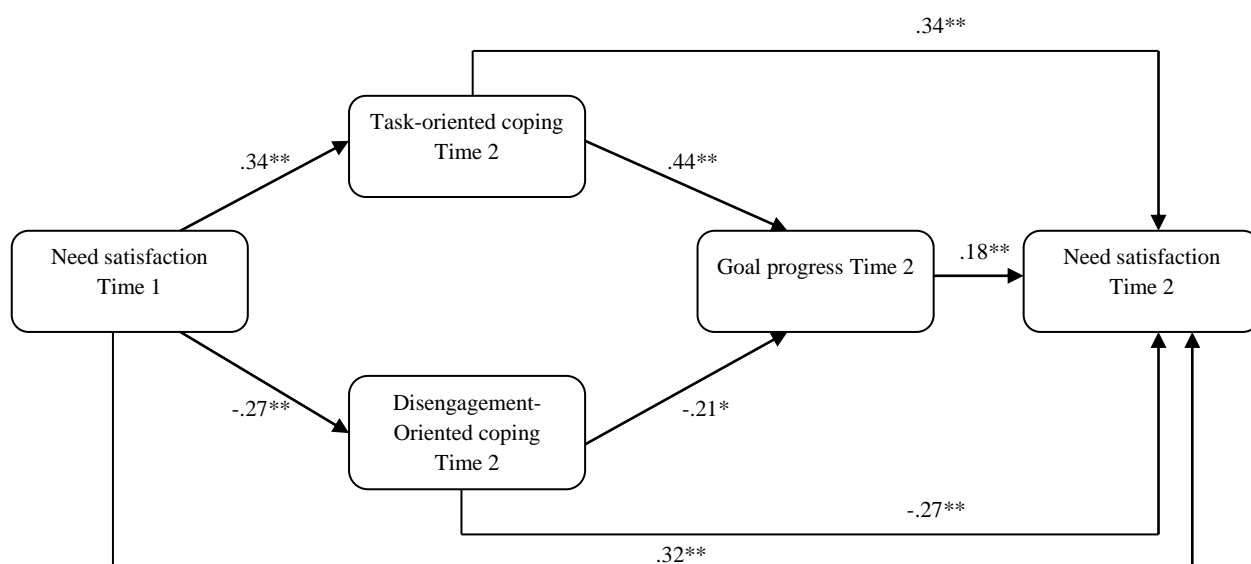 .34**
Task-oriented coping
Time 2
.34**
.44**
Need satisfaction
Time 1
Goal progress Time 2
.18**
Need satisfaction
Time 2
-.27**
Disengagement-
Oriented coping
Time 2
-.21*
-.27**
.32**